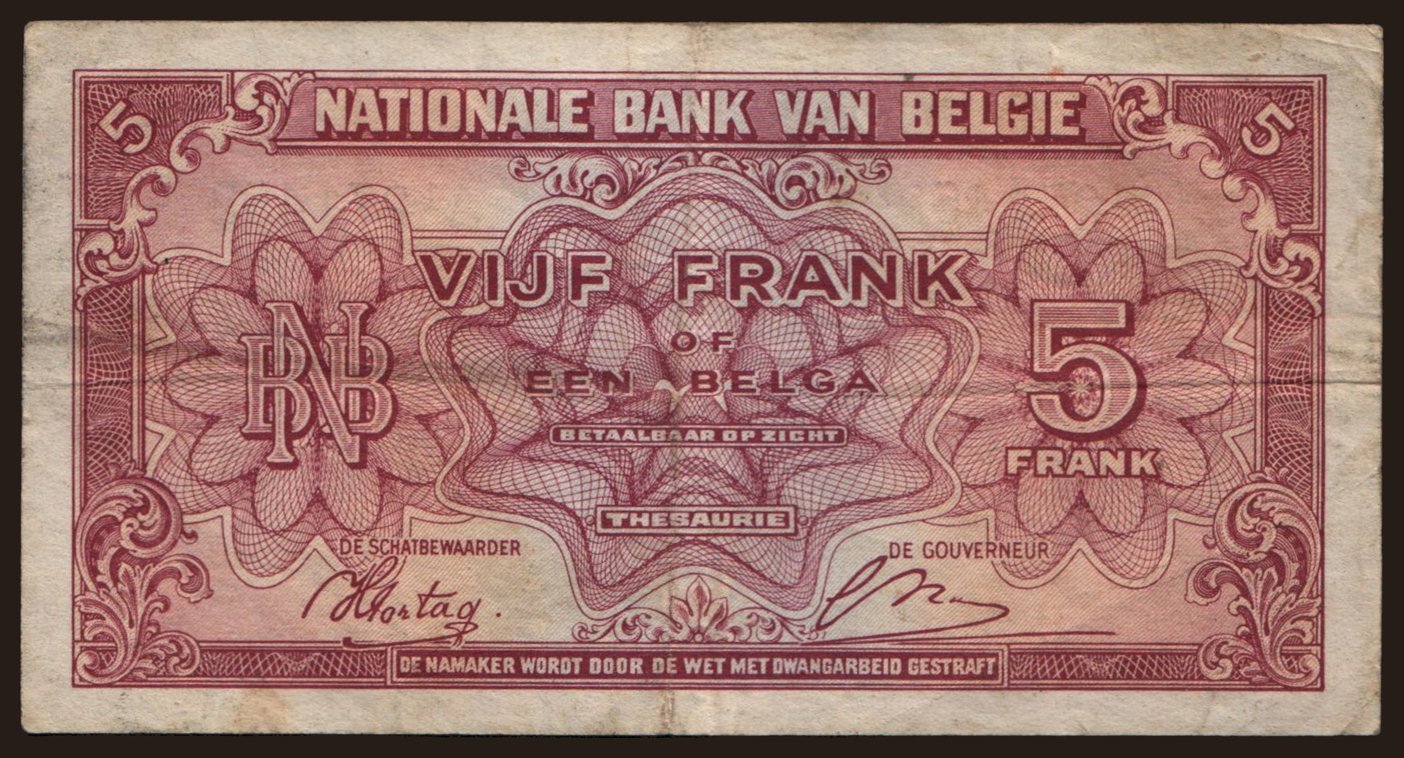 5
NATIONALE BANK VAN BELGIE
5
VIJF FRANK
OF
EEN BELGA
BETAALBAAR OP ZICHT
THESAURIE
BNB
5
FRANK
DE SCHATBEWAARDER
DE GOUVERNEUR
DE NAMAKER WORDT DOOR DE WET MET DWANGARBEID GESTRAFT